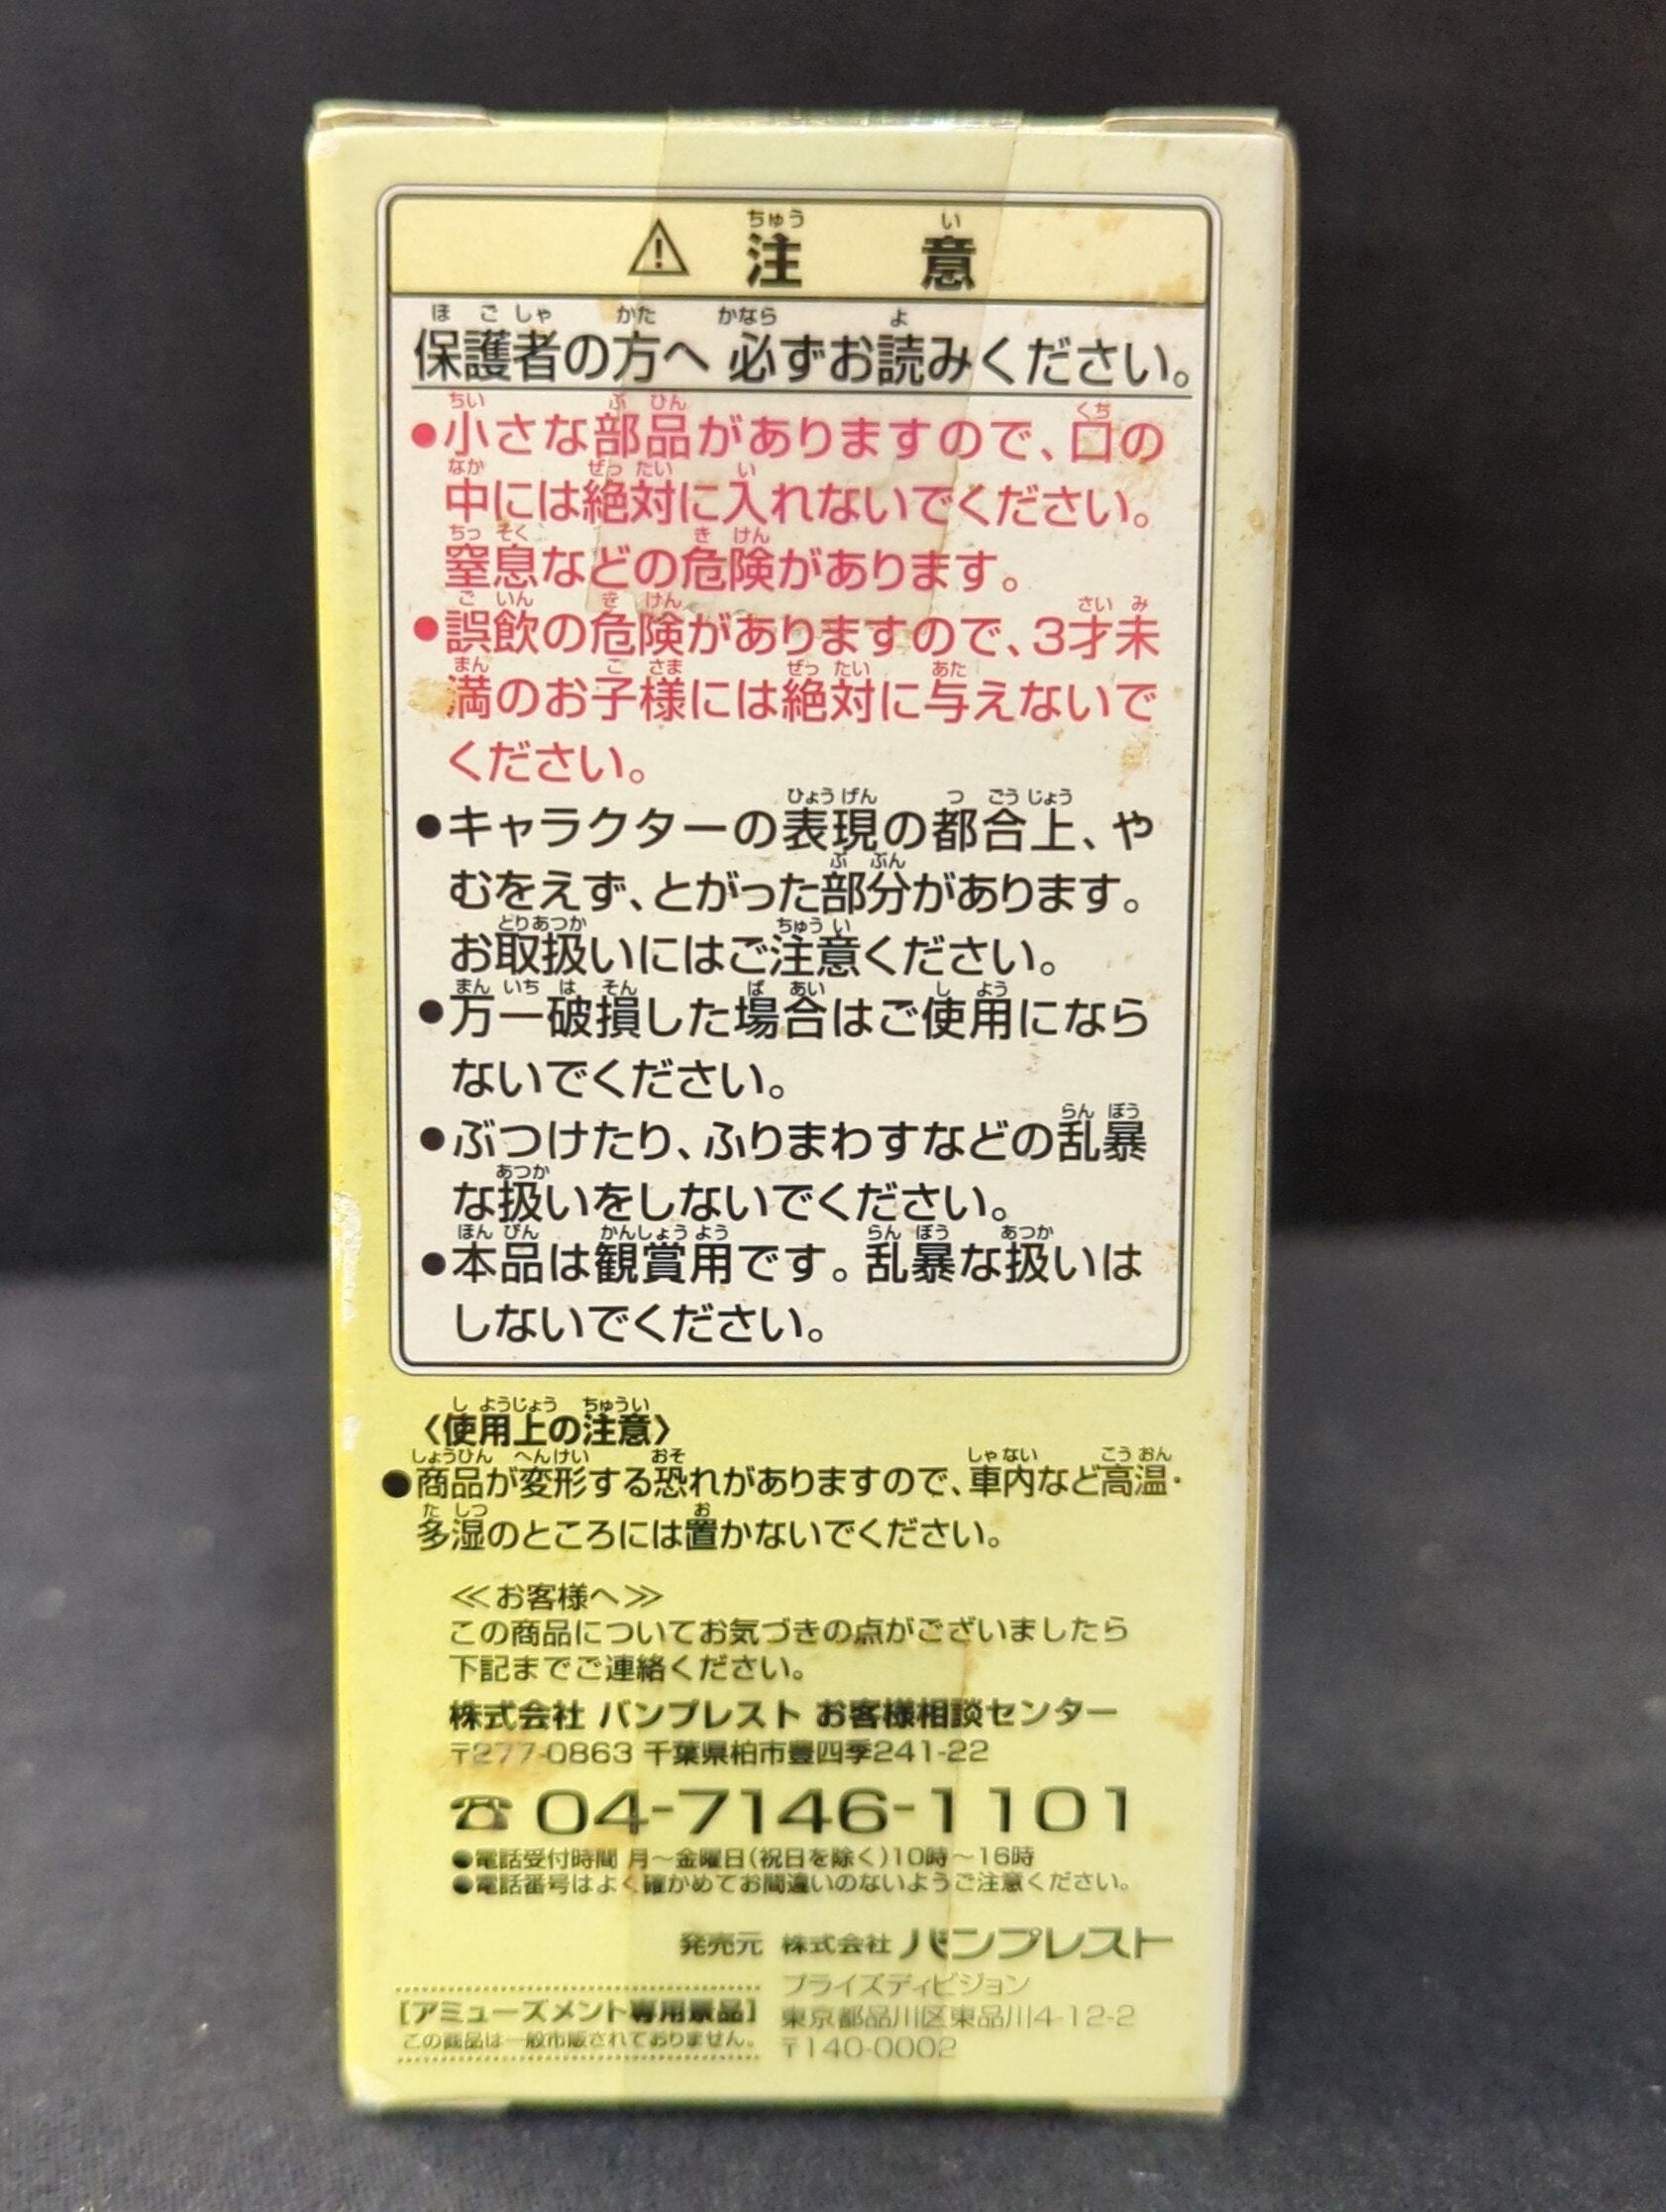 ⚠ 注意
保護者の方へ 必ずお読みください。
●小さな部品がありますので、口の
中には絶対に入れないでください。
窒息などの危険があります。
●誤飲の危険がありますので、3才未
満のお子様には絶対に与えないで
ください。
●キャラクターの表現の都合上、や
むをえず、とがった部分があります。
お取扱いにはご注意ください。
●万一破損した場合はご使用になら
ないでください。
●ぶつけたり、ふりまわすなどの乱暴
な扱いをしないでください。
●本品は観賞用です。乱暴な扱いは
しないでください。
〈使用上の注意〉
●商品が変形する恐れがありますので、車内など高温・
多湿のところには置かないでください。
≪お客様へ≫
この商品についてお気づきの点がございましたら
下記までご連絡ください。
株式会社 バンプレスト お客様相談センター
〒277-0863 千葉県柏市豊四季241-22
☎04-7146-1101
●電話受付時間 月〜金曜日(祝日を除く)10時〜16時
●電話番号はよく確かめてお間違いのないようご注意ください。
発売元 株式会社 バンプレスト
プライズディビジョン
東京都品川区東品川4-12-2
〒140-0002
[アミューズメント専用景品]
この商品は一般市販されておりません。